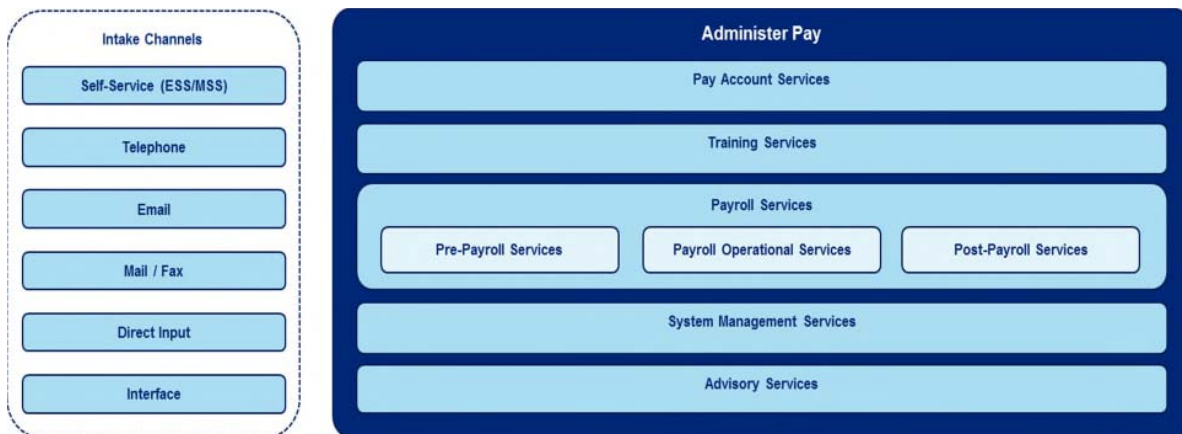 Intake Channels
Self-Service (ESS/MSS)
Telephone
Email
Mail / Fax
Direct Input
Interface
Administer Pay
Pay Account Services
Training Services
Payroll Services
Pre-Payroll Services
Payroll Operational Services
Post-Payroll Services
System Management Services
Advisory Services